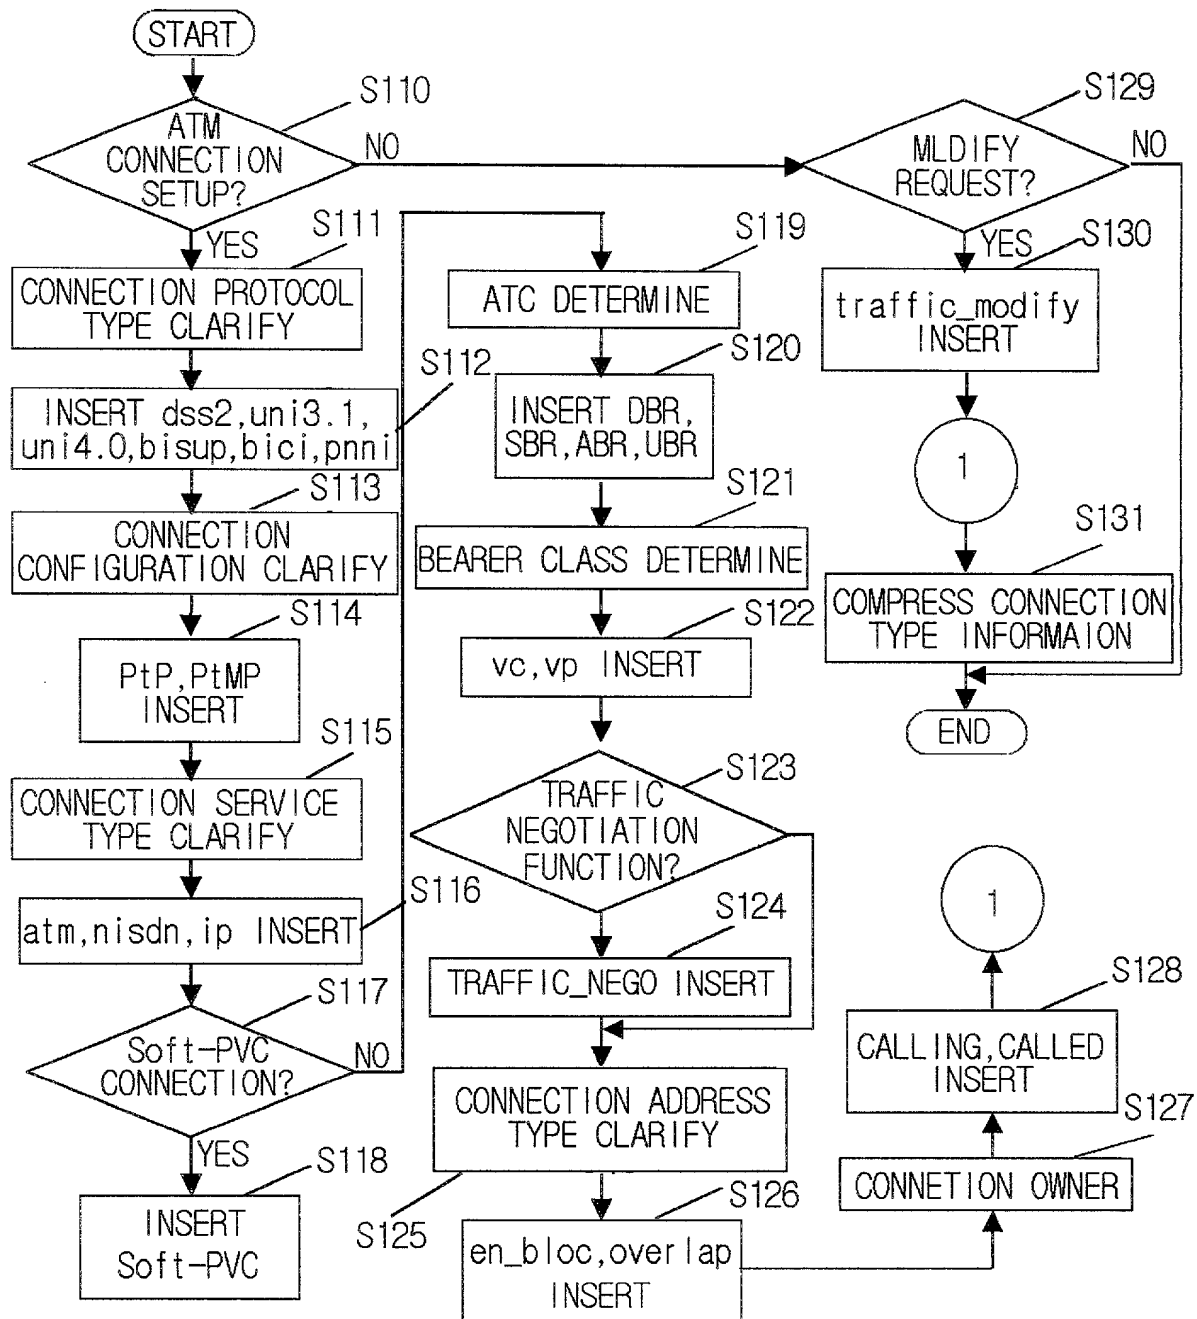 START
S110
ATM
CONNECTION
SETUP?
NO
YES
S111
CONNECTION PROTOCOL
TYPE CLARIFY
S112
INSERT dss2,uni3.1,
uni4.0,bisup,bici,pnni
S113
CONNECTION
CONFIGURATION CLARIFY
S114
PtP,PtMP
INSERT
S115
CONNECTION SERVICE
TYPE CLARIFY
S116
atm,nisdn,ip INSERT
S117
Soft-PVC
CONNECTION?
NO
YES
S118
INSERT
Soft-PVC
S119
ATC DETERMINE
S120
INSERT DBR,
SBR,ABR,UBR
S121
BEARER CLASS DETERMINE
S122
vc,vp INSERT
S123
TRAFFIC
NEGOTIATION
FUNCTION?
S124
TRAFFIC_NEGO INSERT
CONNECTION ADDRESS
TYPE CLARIFY
S125
S126
en_bloc,overlap
INSERT
S127
CONNETION OWNER
S128
CALLING,CALLED
INSERT
1
S129
MLDIFY
REQUEST?
NO
YES
S130
traffic_modify
INSERT
1
S131
COMPRESS CONNECTION
TYPE INFORMAION
END